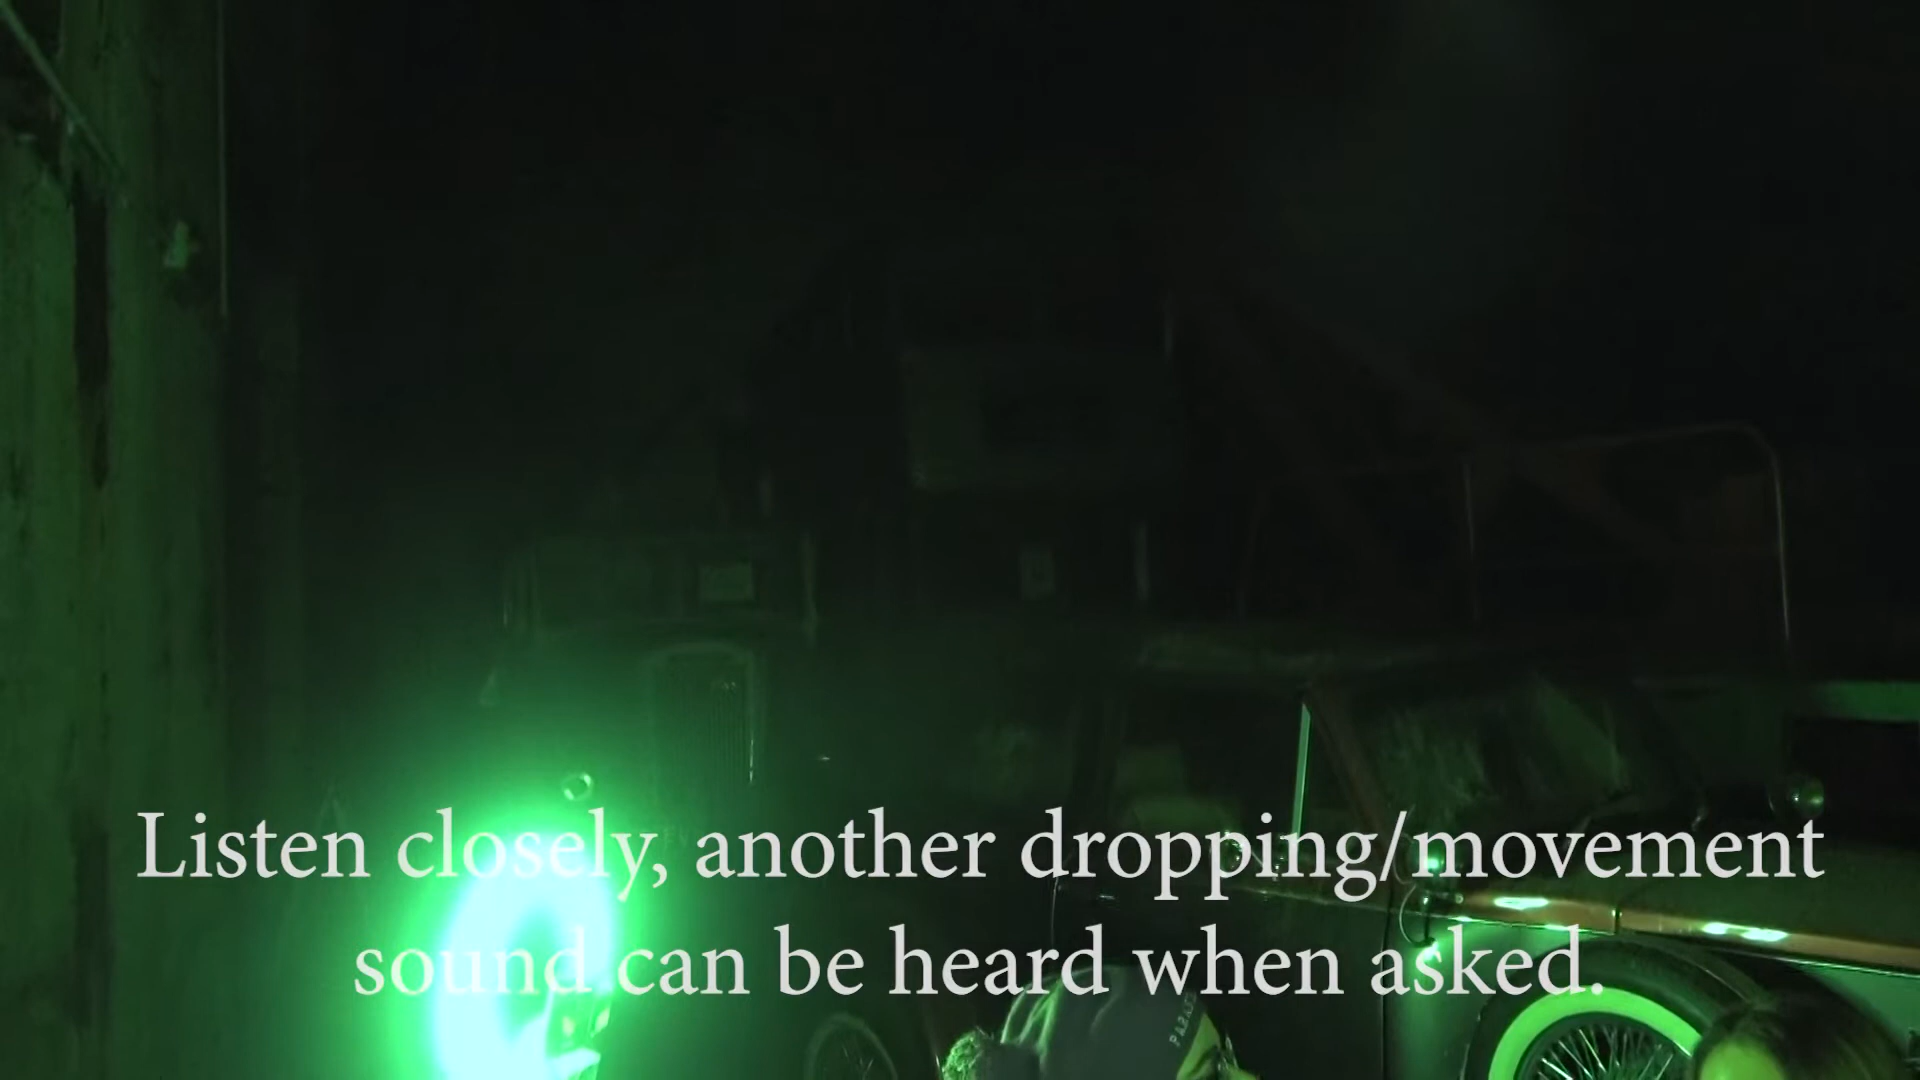 Listen closely, another dropping/movement
sound can be heard when asked.